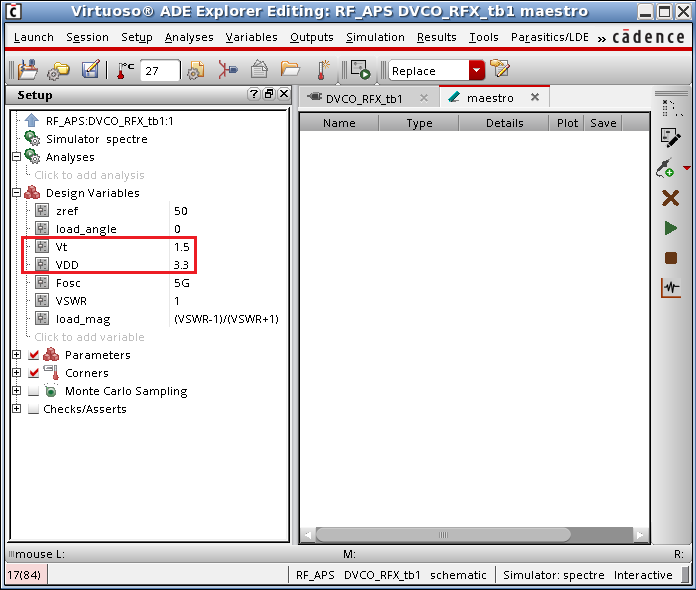 Virtuoso® ADE Explorer Editing: RF_APS DVCO_RFX_tb1 maestro
Launch Session Setup Analyses Variables Outputs Simulation Results Tools Parasitics/LDE » cādence
°C 27 Replace
Setup ?
DVCO_RFX_tb1 maestro
Name Type Details Plot Save
RF_APS:DVCO_RFX_tb1:1
Simulator spectre
Analyses
Click to add analysis
Design Variables
zref 50
load_angle 0
Vt 1.5
VDD 3.3
Fosc 5G
VSWR 1
load_mag (VSWR-1)/(VSWR+1)
Click to add variable
Parameters
Corners
Monte Carlo Sampling
Checks/Asserts
mouse L: M: R:
17(84) RF_APS DVCO_RFX_tb1 schematic Simulator: spectre Interactive